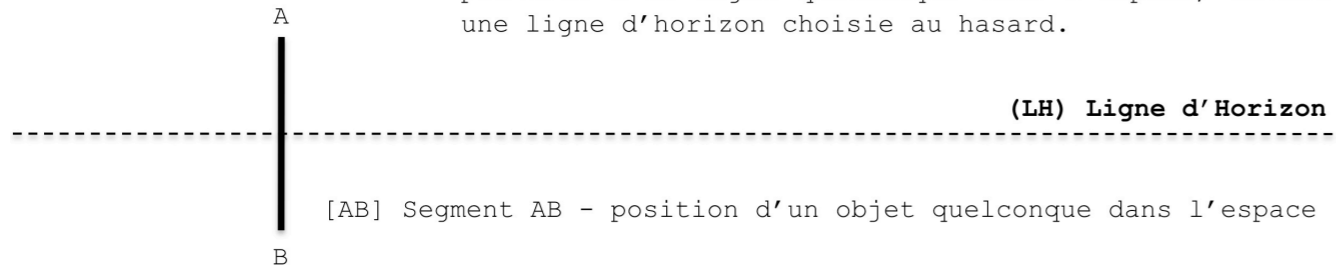 A
une ligne d'horizon choisie au hasard.
(LH) Ligne d'Horizon
[AB] Segment AB – position d'un objet quelconque dans l'espace
B